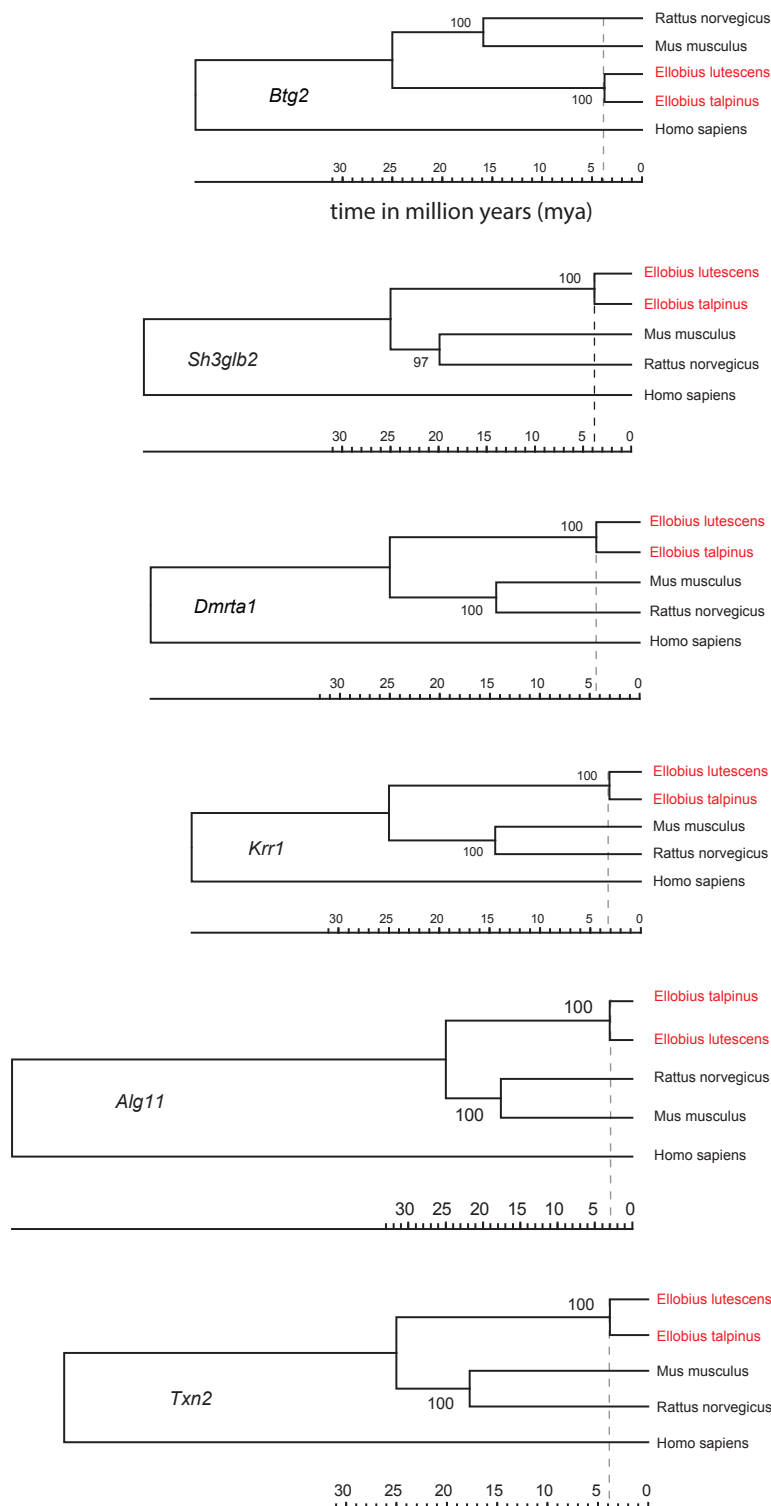 100
Rattus norvegicus
Mus musculus
Ellobius lutescens
Btg2
100
Ellobius talpinus
Homo sapiens
30 25 20 15 10 5 0
time in million years (mya)
Ellobius lutescens
100
Ellobius talpinus
Mus musculus
Sh3glb2
97
Rattus norvegicus
Homo sapiens
30 25 20 15 10 5 0
Ellobius lutescens
100
Ellobius talpinus
Mus musculus
Dmrta1
100
Rattus norvegicus
Homo sapiens
30 25 20 15 10 5 0
Ellobius lutescens
100
Ellobius talpinus
Mus musculus
Krr1
100
Rattus norvegicus
Homo sapiens
30 25 20 15 10 5 0
Ellobius talpinus
100
Ellobius lutescens
Rattus norvegicus
Alg11
100
Mus musculus
Homo sapiens
30 25 20 15 10 5 0
Ellobius lutescens
100
Ellobius talpinus
Mus musculus
Txn2
100
Rattus norvegicus
Homo sapiens
30 25 20 15 10 5 0